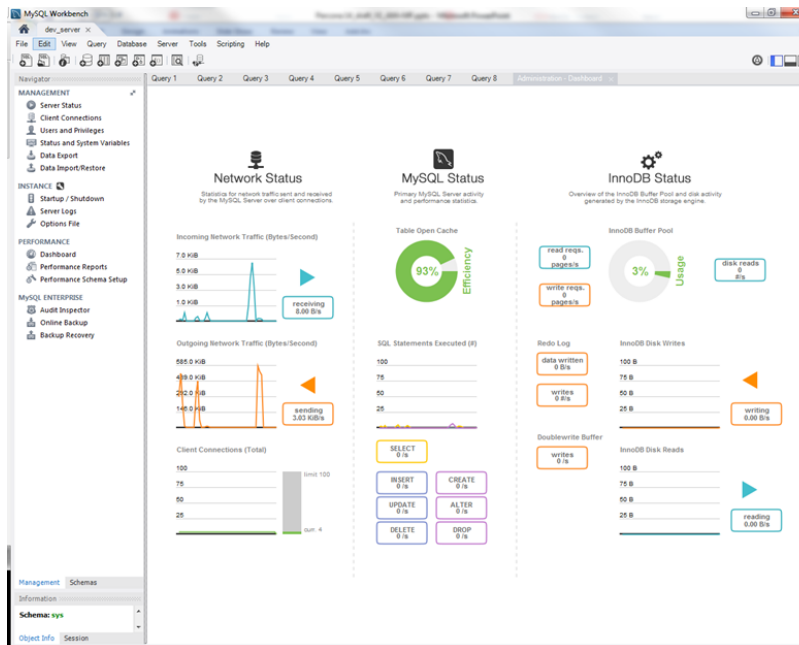 MySQL Workbench
dev_server
File Edit View Query Database Server Tools Scripting Help
Navigator
Query 1 Query 2 Query 3 Query 4 Query 5 Query 6 Query 7 Query 8 Administration - Dashboard
MANAGEMENT
Server Status
Client Connections
Users and Privileges
Status and System Variables
Data Export
Data Import/Restore
INSTANCE
Startup / Shutdown
Server Logs
Options File
PERFORMANCE
Dashboard
Performance Reports
Performance Schema Setup
MySQL ENTERPRISE
Audit Inspector
Online Backup
Backup Recovery
Management Schemas
Information
Schema: sys
Object Info Session
Network Status
Statistics for network traffic sent and received
by the MySQL Server over client connections.
Incoming Network Traffic (Bytes/Second)
7.0 KiB
5.0 KiB
3.0 KiB
1.0 KiB
receiving
8.00 B/s
Outgoing Network Traffic (Bytes/Second)
585.0 KiB
439.0 KiB
292.0 KiB
146.0 KiB
sending
3.03 KiB/s
Client Connections (Total)
100
75
50
25
limit 100
curr. 4
MySQL Status
Primary MySQL Server activity
and performance statistics.
Table Open Cache
93%
Efficiency
SQL Statements Executed (#)
100
75
50
25
SELECT
0 /s
INSERT
0 /s
CREATE
0 /s
UPDATE
0 /s
ALTER
0 /s
DELETE
0 /s
DROP
0 /s
InnoDB Status
Overview of the InnoDB Buffer Pool and disk activity
generated by the InnoDB storage engine.
InnoDB Buffer Pool
read reqs.
0
pages/s
write reqs.
0
pages/s
3%
Usage
disk reads
0
#/s
Redo Log
data written
0 B/s
writes
0 #/s
Doublewrite Buffer
writes
0 /s
InnoDB Disk Writes
100 B
75 B
50 B
25 B
writing
0.00 B/s
InnoDB Disk Reads
100 B
75 B
50 B
25 B
reading
0.00 B/s